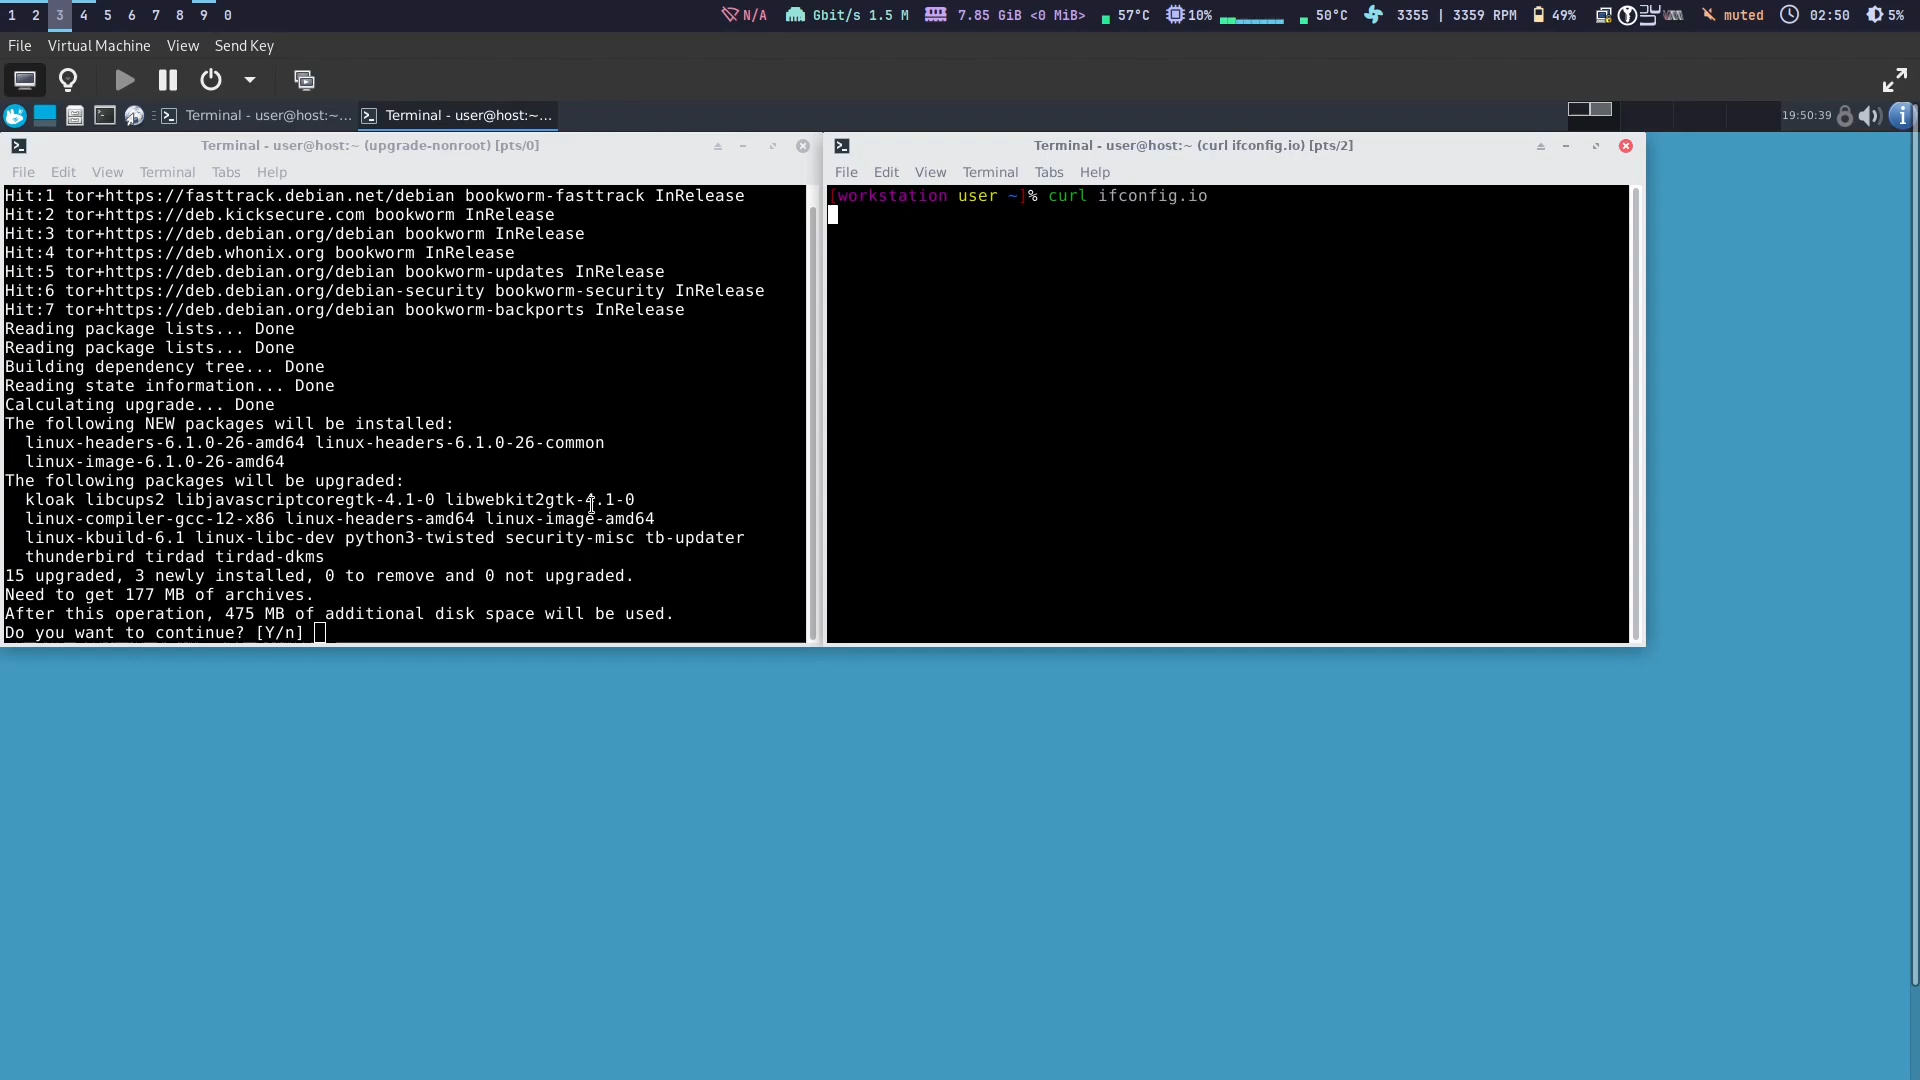 1 2 3 4 5 6 7 8 9 0 N/A Gbit/s 1.5 M 7.85 GiB <0 MiB> 57°C 10% 50°C 3355 | 3359 RPM 49% muted 02:50 5%
File Virtual Machine View Send Key
Terminal - user@host:~... Terminal - user@host:~... 19:50:39
Terminal - user@host:~ (upgrade-nonroot) [pts/0]
File Edit View Terminal Tabs Help
Hit:1 tor+https://fasttrack.debian.net/debian bookworm-fasttrack InRelease
Hit:2 tor+https://deb.kicksecure.com bookworm InRelease
Hit:3 tor+https://deb.debian.org/debian bookworm InRelease
Hit:4 tor+https://deb.whonix.org bookworm InRelease
Hit:5 tor+https://deb.debian.org/debian bookworm-updates InRelease
Hit:6 tor+https://deb.debian.org/debian-security bookworm-security InRelease
Hit:7 tor+https://deb.debian.org/debian bookworm-backports InRelease
Reading package lists... Done
Reading package lists... Done
Building dependency tree... Done
Reading state information... Done
Calculating upgrade... Done
The following NEW packages will be installed:
linux-headers-6.1.0-26-amd64 linux-headers-6.1.0-26-common
linux-image-6.1.0-26-amd64
The following packages will be upgraded:
kloak libcups2 libjavascriptcoregtk-4.1-0 libwebkit2gtk-4.1-0
linux-compiler-gcc-12-x86 linux-headers-amd64 linux-image-amd64
linux-kbuild-6.1 linux-libc-dev python3-twisted security-misc tb-updater
thunderbird tirdad tirdad-dkms
15 upgraded, 3 newly installed, 0 to remove and 0 not upgraded.
Need to get 177 MB of archives.
After this operation, 475 MB of additional disk space will be used.
Do you want to continue? [Y/n]
Terminal - user@host:~ (curl ifconfig.io) [pts/2]
File Edit View Terminal Tabs Help
[workstation user ~]% curl ifconfig.io